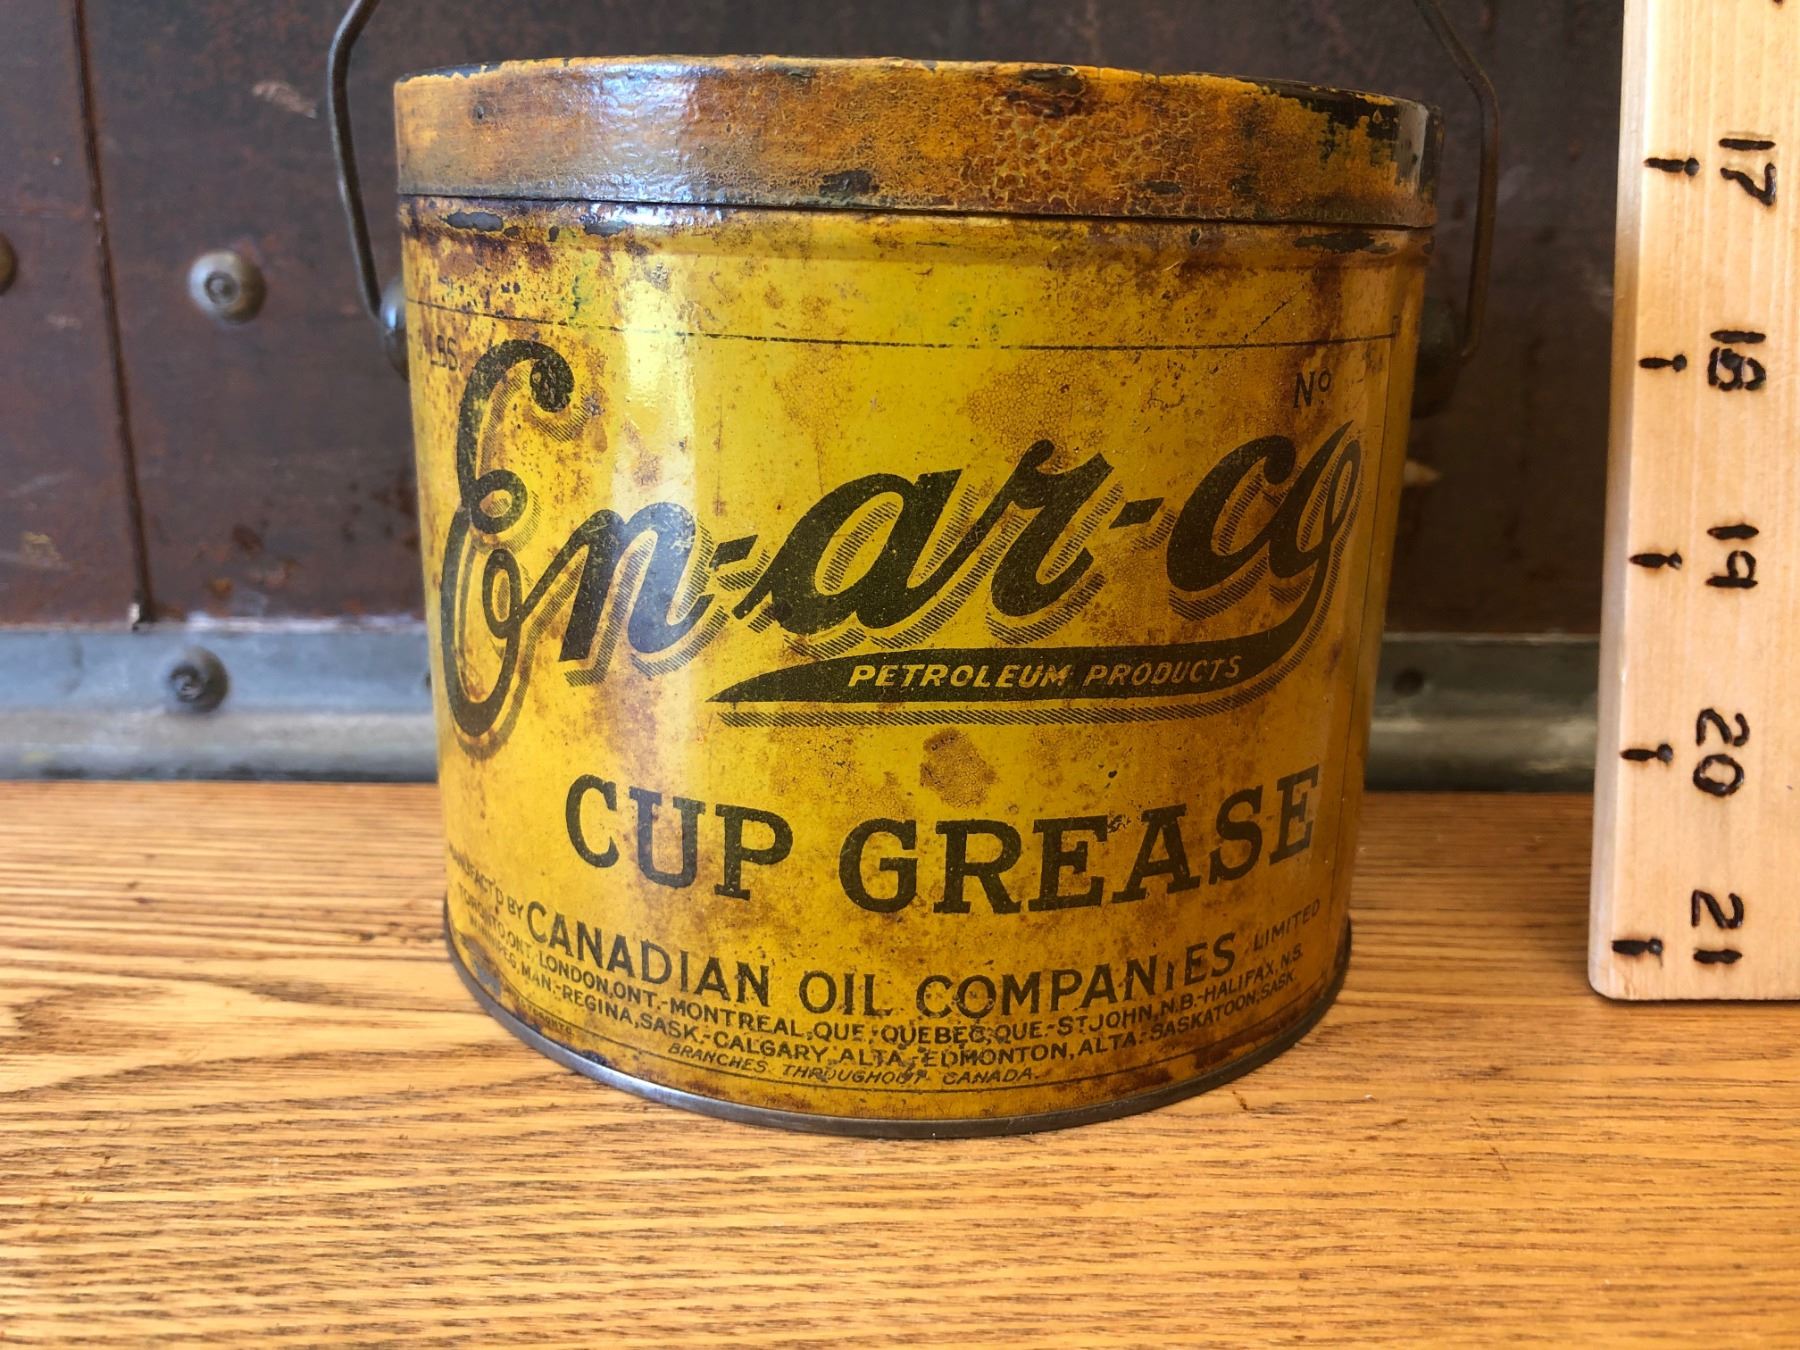 LBS.
No
En-ar-co
PETROLEUM PRODUCTS
CUP GREASE
BY CANADIAN OIL COMPANIES LIMITED
TORONTO, ONT. LONDON, ONT.-MONTREAL, QUE.-QUEBEC, QUE.-ST JOHN, N.B.-HALIFAX, N.S.
WINNIPEG, MAN.-REGINA, SASK.-CALGARY, ALTA.-EDMONTON, ALTA.-SASKATOON, SASK.
BRANCHES THROUGHOUT CANADA.
17
18
19
20
21